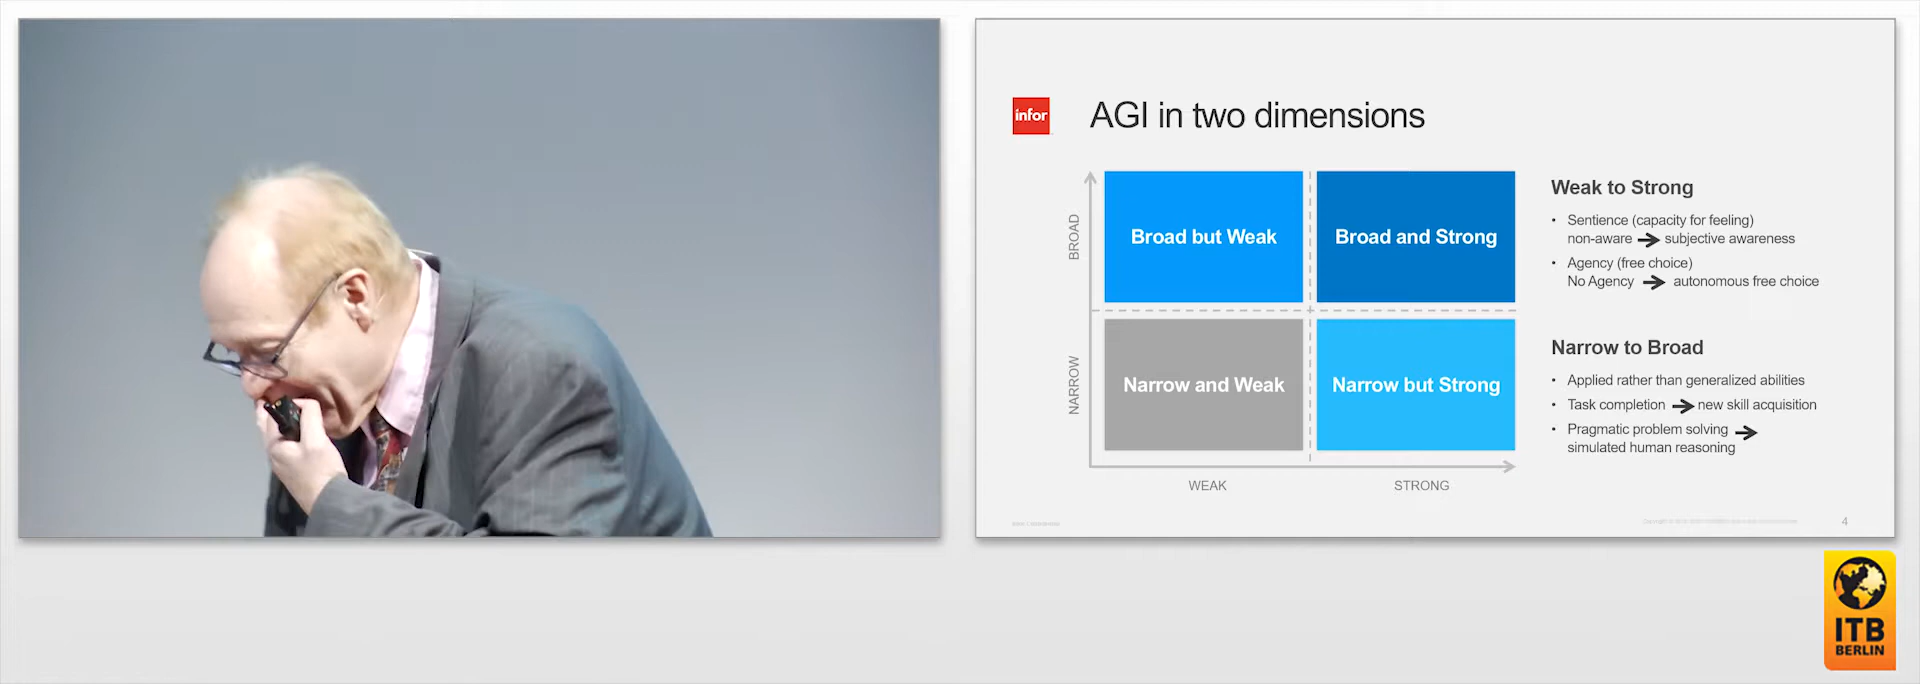 infor
AGI in two dimensions
BROAD
NARROW
Broad but Weak
Broad and Strong
Narrow and Weak
Narrow but Strong
WEAK
STRONG
Weak to Strong
• Sentience (capacity for feeling)
non-aware → subjective awareness
• Agency (free choice)
No Agency → autonomous free choice
Narrow to Broad
• Applied rather than generalized abilities
• Task completion → new skill acquisition
• Pragmatic problem solving →
simulated human reasoning
4
ITB
BERLIN